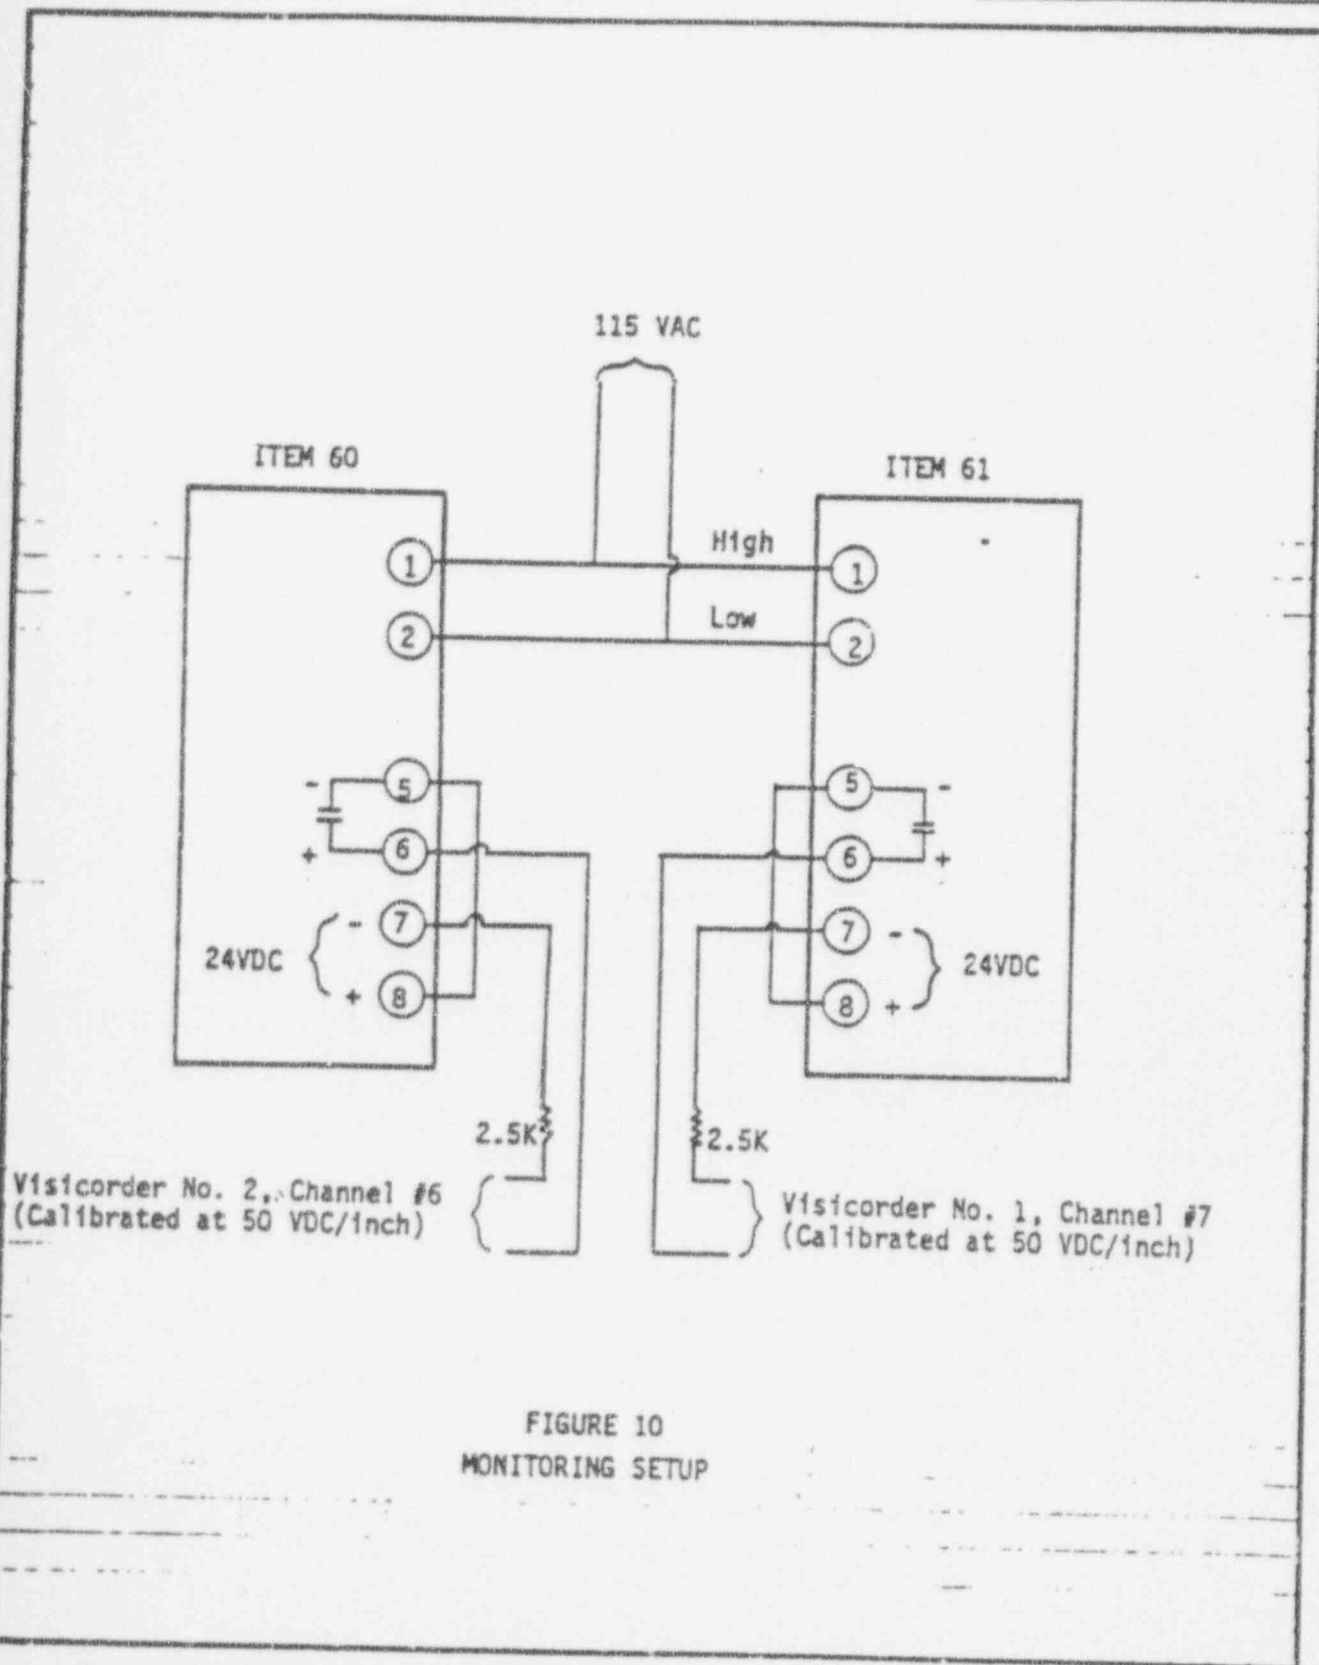 115 VAC
ITEM 60
ITEM 61
High
1
1
Low
2
2
-
5
5
-
+
6
6
+
24VDC
-
7
7
-
24VDC
+
8
8
+
2.5K
2.5K
Visicorder No. 2, Channel #6
(Calibrated at 50 VDC/inch)
Visicorder No. 1, Channel #7
(Calibrated at 50 VDC/inch)
FIGURE 10
MONITORING SETUP